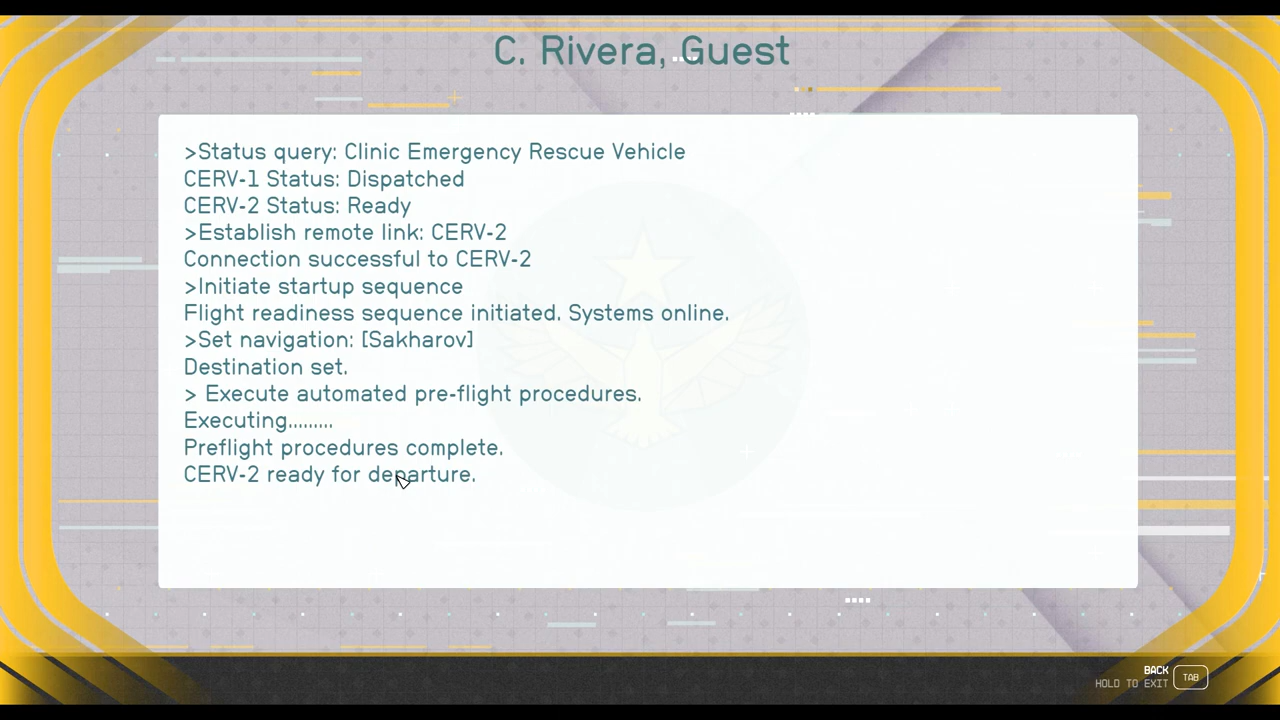 C. Rivera, Guest
>Status query: Clinic Emergency Rescue Vehicle
CERV-1 Status: Dispatched
CERV-2 Status: Ready
>Establish remote link: CERV-2
Connection successful to CERV-2
>Initiate startup sequence
Flight readiness sequence initiated. Systems online.
>Set navigation: [Sakharov]
Destination set.
> Execute automated pre-flight procedures.
Executing.........
Preflight procedures complete.
CERV-2 ready for departure.
BACK
HOLD TO EXIT
TAB